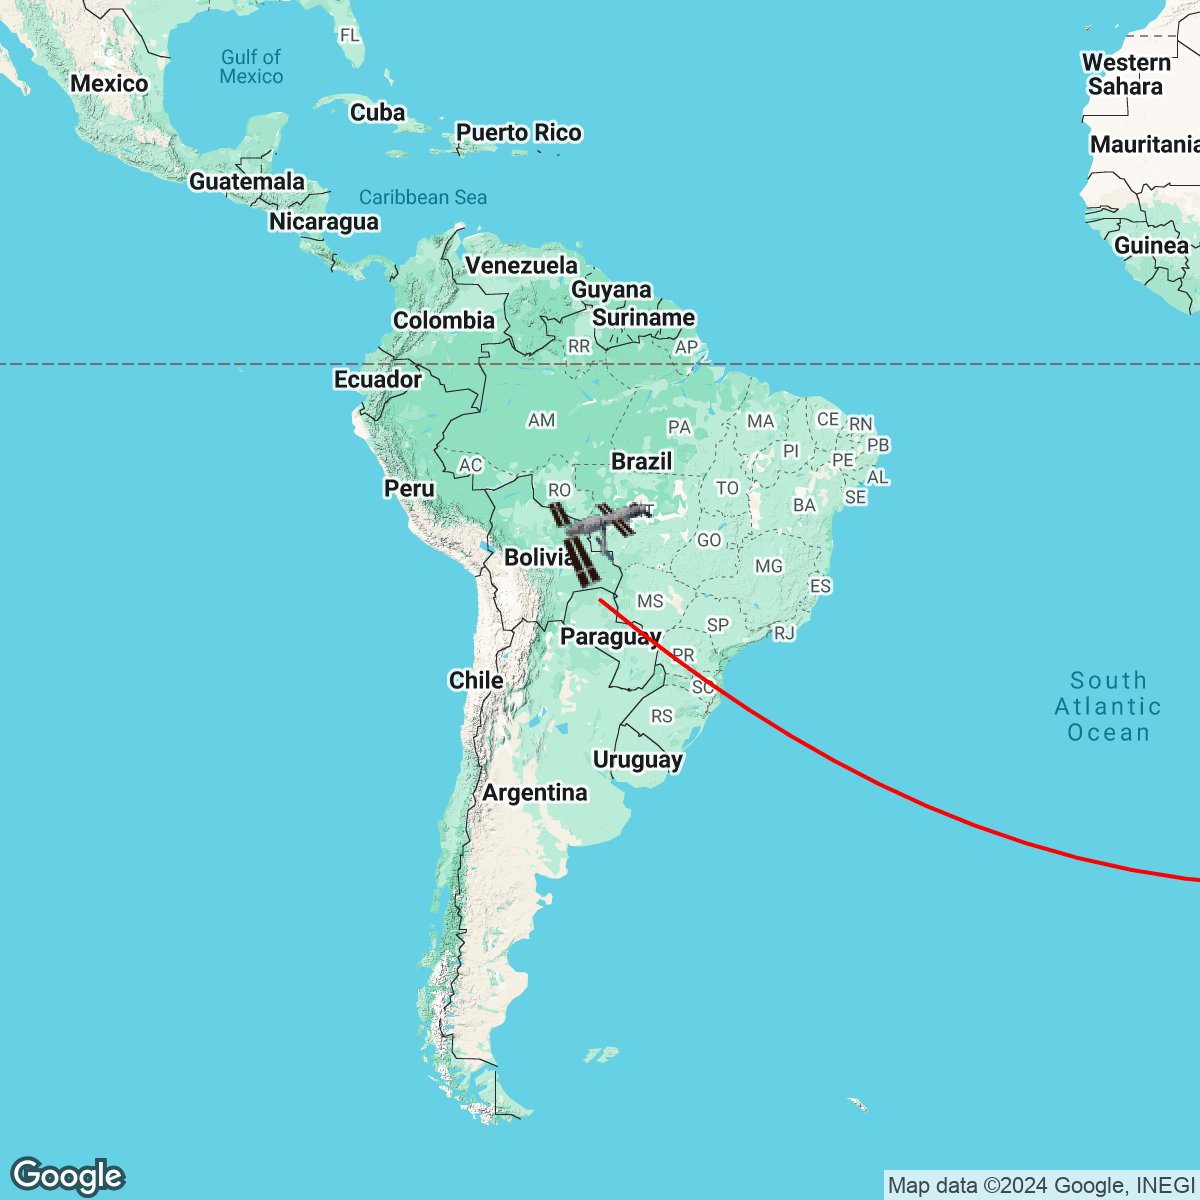 FL
Gulf of
Mexico
Western
Sahara
Mexico
Cuba
Puerto Rico
Mauritania
Guatemala
Caribbean Sea
Nicaragua
Guinea
Venezuela
Guyana
Suriname
Colombia
RR
AP
Ecuador
AM
PA
MA
CE
RN
PB
PI
PE
AC
Brazil
AL
Peru
RO
TO
SE
BA
GO
Bolivia
MG
ES
MS
SP
RJ
Paraguay
PR
Chile
SC
South
Atlantic
Ocean
RS
Uruguay
Argentina
Google
Map data ©2024 Google, INEGI